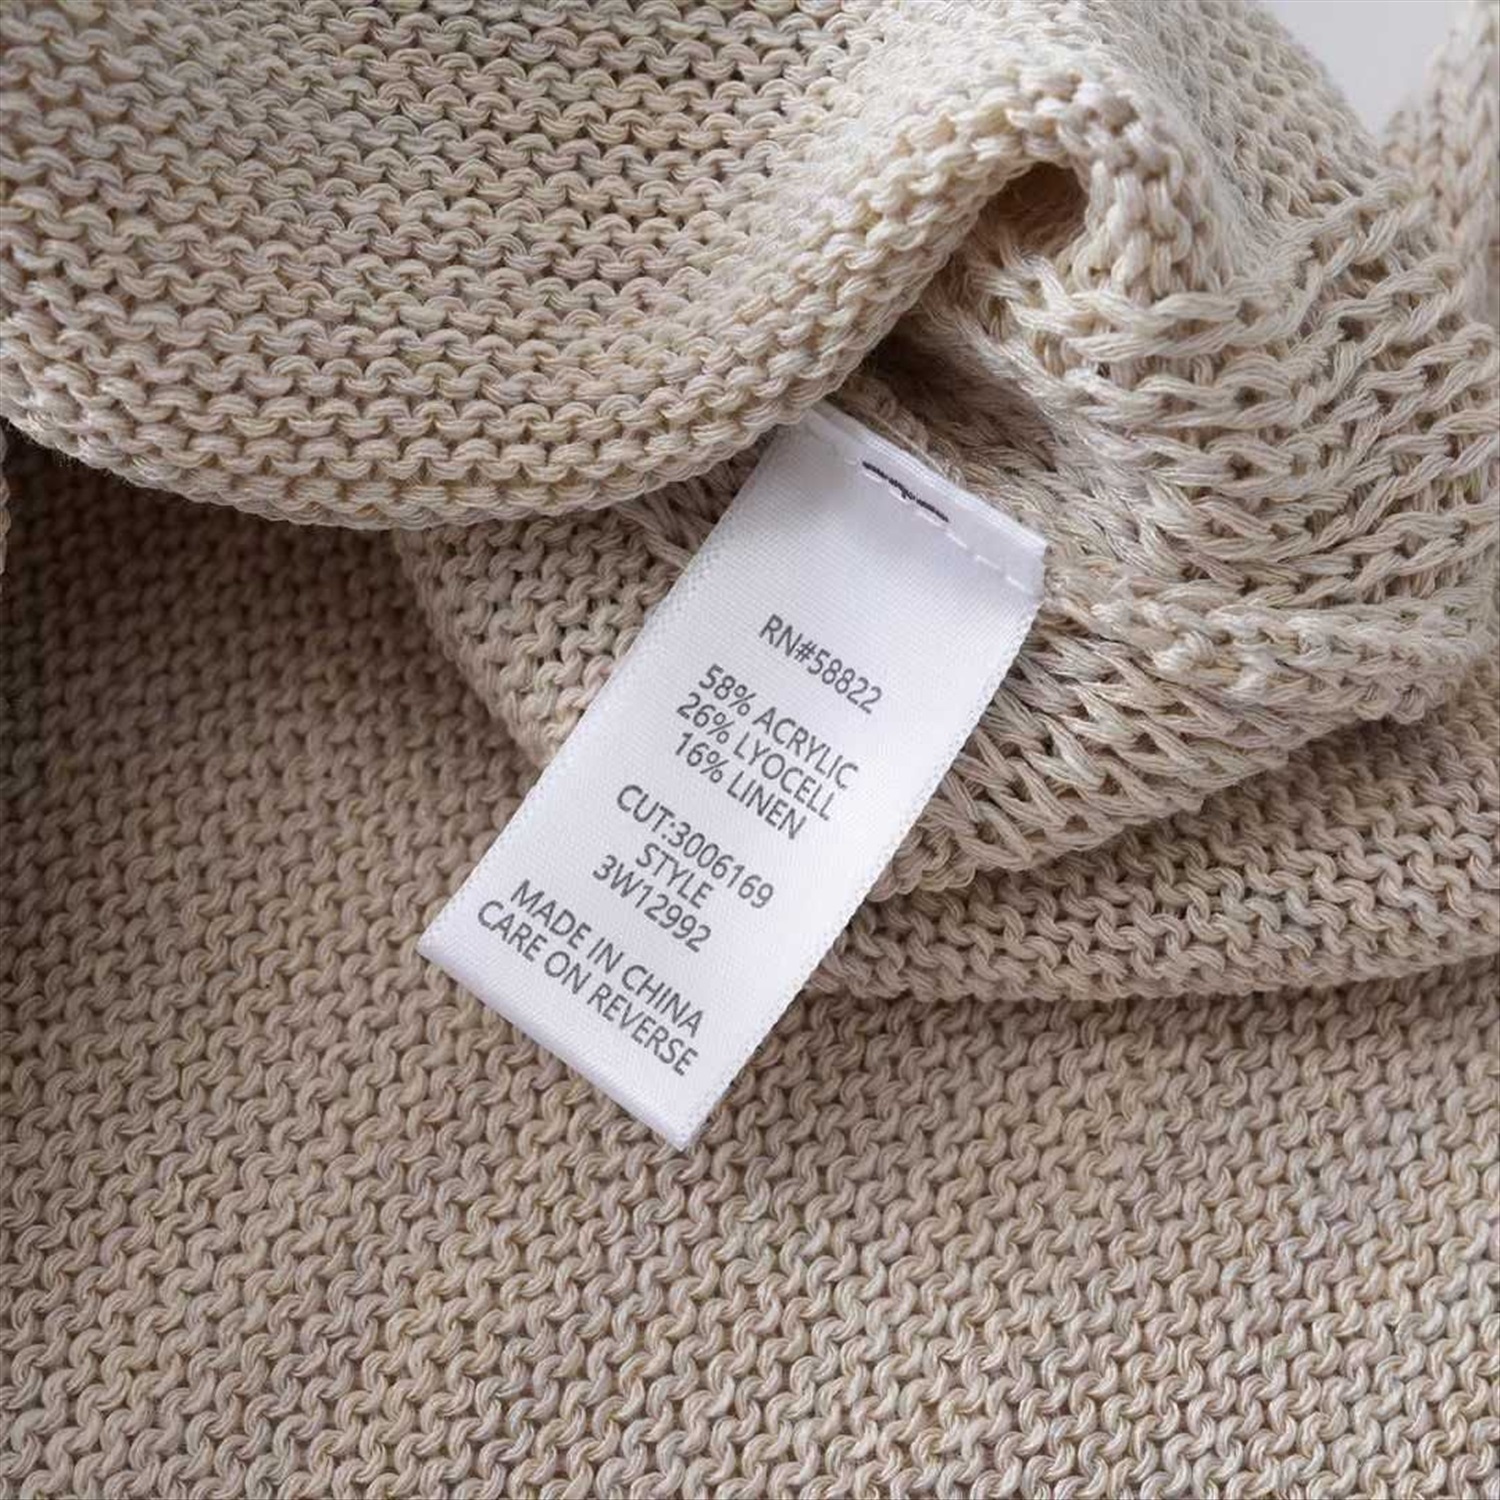 RN#58822
58% ACRYLIC
26% LYOCELL
16% LINEN
CUT:3006169
STYLE
3W12992
MADE IN CHINA
CARE ON REVERSE